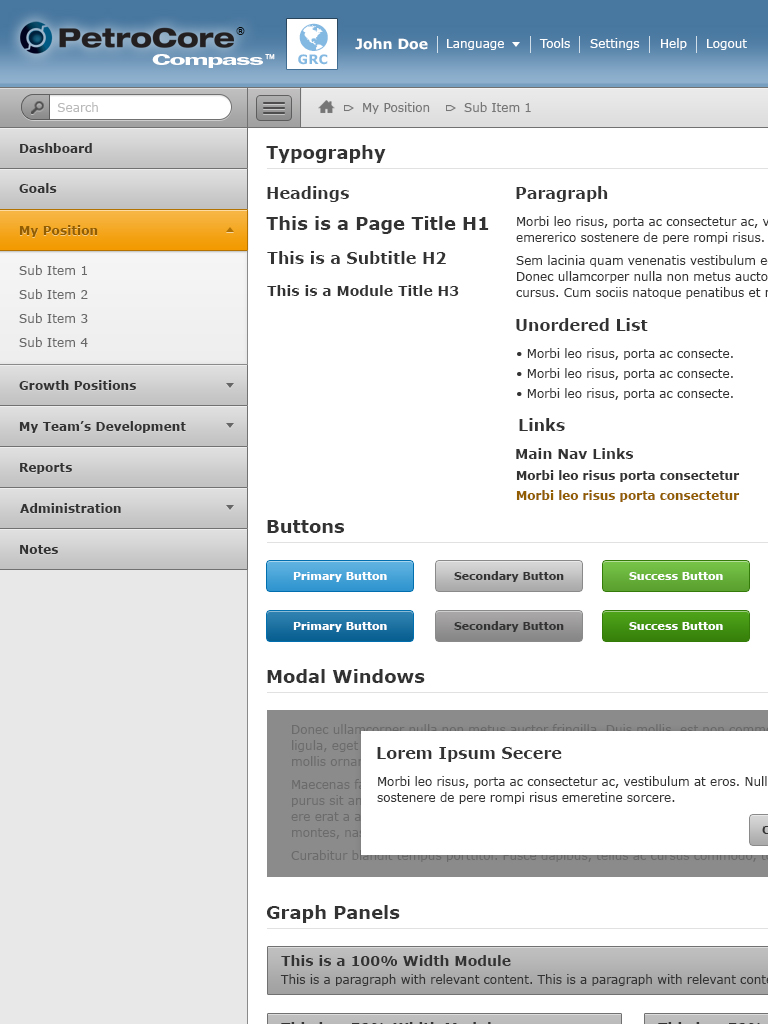 PetroCore®
Compass™
GRC
John Doe
Language
Tools
Settings
Help
Logout
Search
My Position
Sub Item 1
Dashboard
Goals
My Position
Sub Item 1
Sub Item 2
Sub Item 3
Sub Item 4
Growth Positions
My Team's Development
Reports
Administration
Notes
Typography
Headings
This is a Page Title H1
This is a Subtitle H2
This is a Module Title H3
Paragraph
Morbi leo risus, porta ac consectetur ac, v
emererico sostenere de pere rompi risus.
Sem lacinia quam venenatis vestibulum e
Donec ullamcorper nulla non metus aucto
cursus. Cum sociis natoque penatibus et
Unordered List
• Morbi leo risus, porta ac consecte.
• Morbi leo risus, porta ac consecte.
• Morbi leo risus, porta ac consecte.
Links
Main Nav Links
Morbi leo risus porta consectetur
Morbi leo risus porta consectetur
Buttons
Primary Button
Secondary Button
Success Button
Primary Button
Secondary Button
Success Button
Modal Windows
Donec ullamcorper nulla non metus auctor fringilla. Duis mollis, est non comm
ligula, eget
mollis orna
Maecenas fa
purus sit am
ere erat a a
montes, nas
Curabitur blandit tempus porttitor. Fusce dapibus, tellus ac cursus commodo, t
Lorem Ipsum Secere
Morbi leo risus, porta ac consectetur ac, vestibulum at eros. Null
sostenere de pere rompi risus emeretine sorcere.
Graph Panels
This is a 100% Width Module
This is a paragraph with relevant content. This is a paragraph with relevant cont